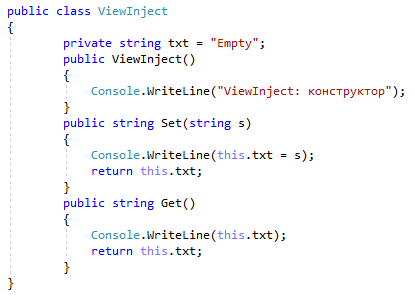 public class ViewInject
{
private string txt = "Empty";
public ViewInject()
{
Console.WriteLine("ViewInject: конструктор");
}
public string Set(string s)
{
Console.WriteLine(this.txt = s);
return this.txt;
}
public string Get()
{
Console.WriteLine(this.txt);
return this.txt;
}
}